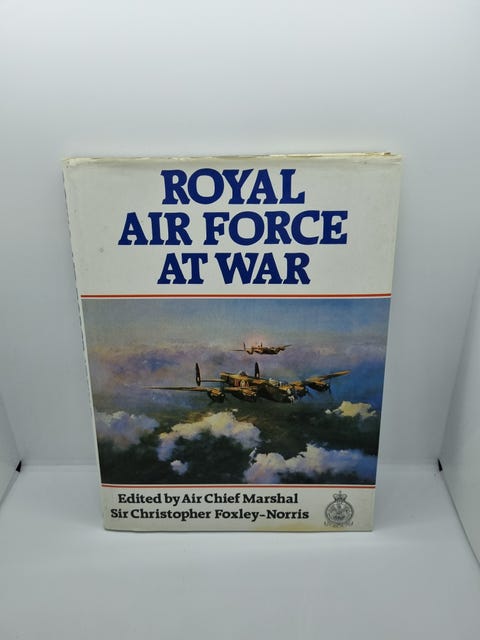 ROYAL
AIR FORCE
AT WAR
Edited by Air Chief Marshal
Sir Christopher Foxley-Norris